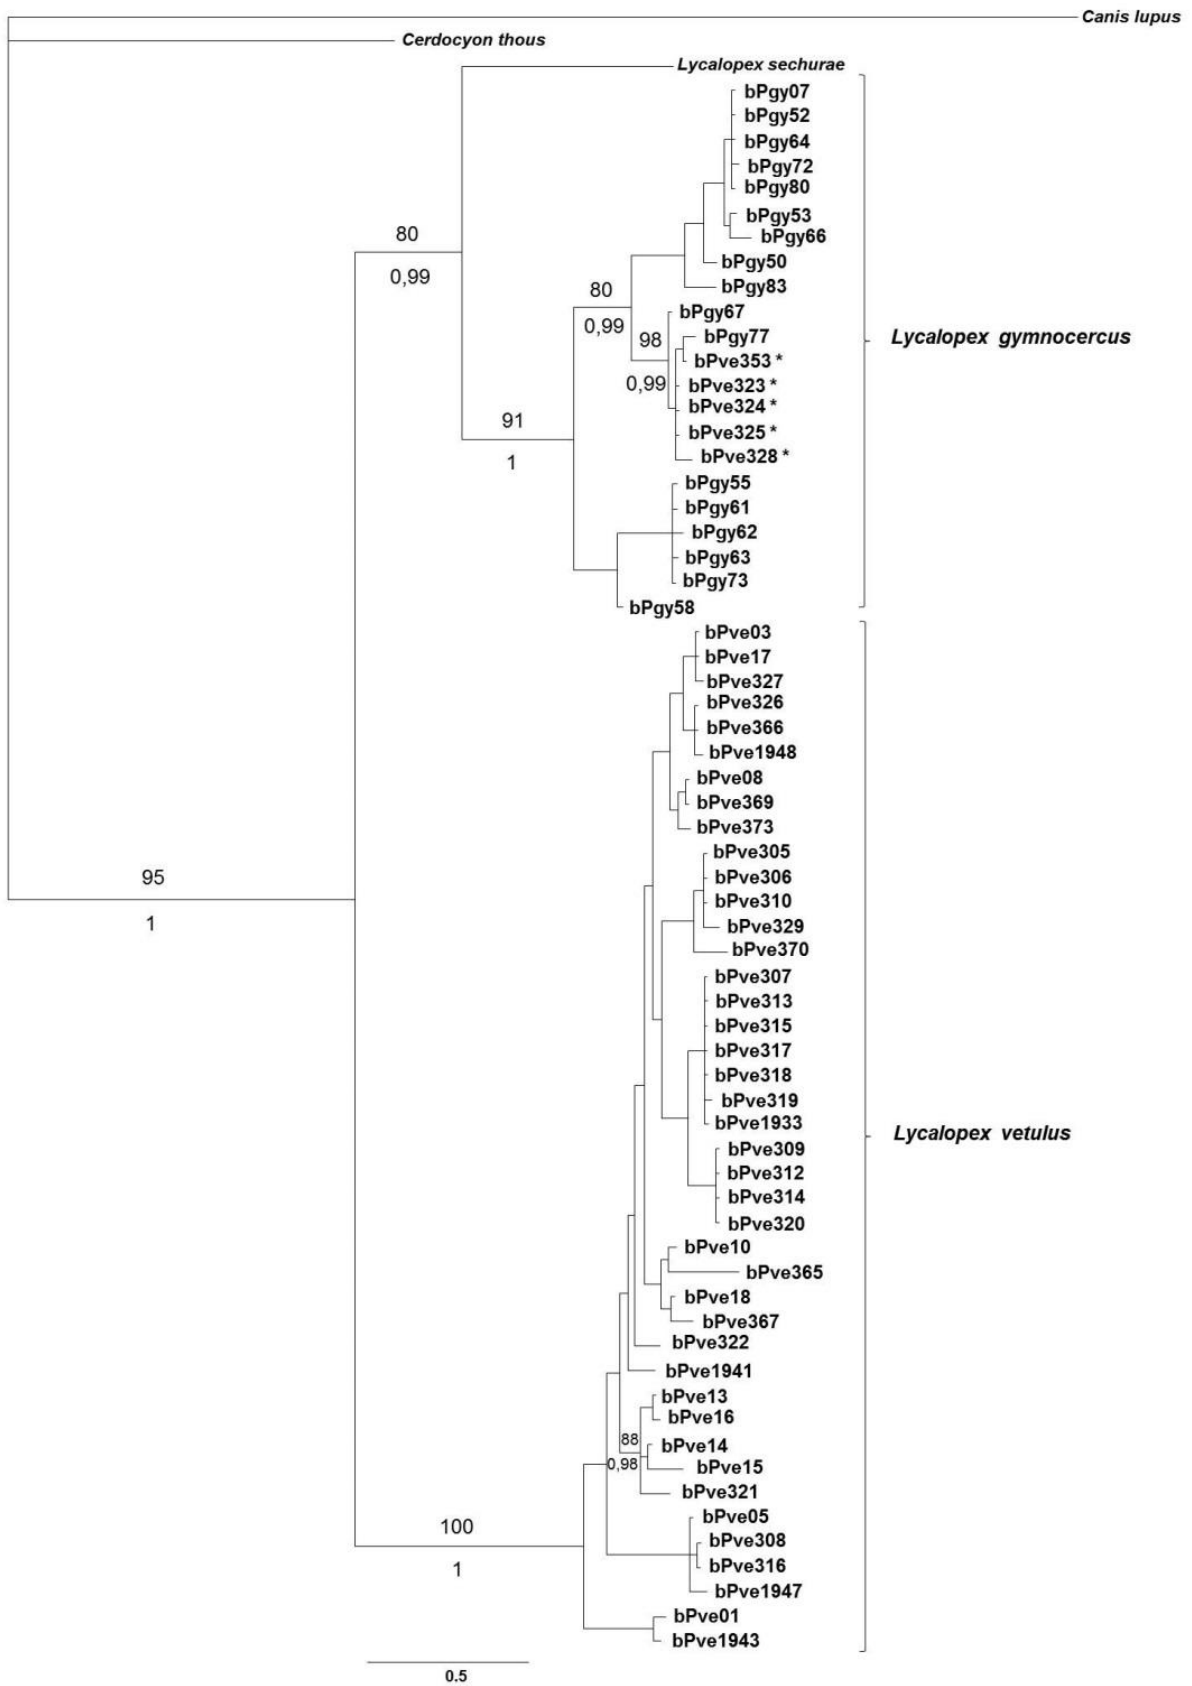 Canis lupus
Cerdocyon thous
Lycalopex sechurae
bPgy07
bPgy52
bPgy64
bPgy72
bPgy80
bPgy53
80
bPgy66
bPgy50
0,99
bPgy83
80
bPgy67
0,99
98
bPgy77
Lycalopex gymnocercus
bPve353 *
0,99
bPve323 *
bPve324 *
91
bPve325 *
1
bPve328 *
bPgy55
bPgy61
bPgy62
bPgy63
bPgy73
bPgy58
bPve03
bPve17
bPve327
bPve326
bPve366
bPve1948
bPve08
bPve369
bPve373
bPve305
95
bPve306
bPve310
1
bPve329
bPve370
bPve307
bPve313
bPve315
bPve317
bPve318
bPve319
bPve1933
Lycalopex vetulus
bPve309
bPve312
bPve314
bPve320
bPve10
bPve365
bPve18
bPve367
bPve322
bPve1941
bPve13
bPve16
88
bPve14
0,98
bPve15
bPve321
bPve05
100
bPve308
bPve316
1
bPve1947
bPve01
bPve1943
0.5